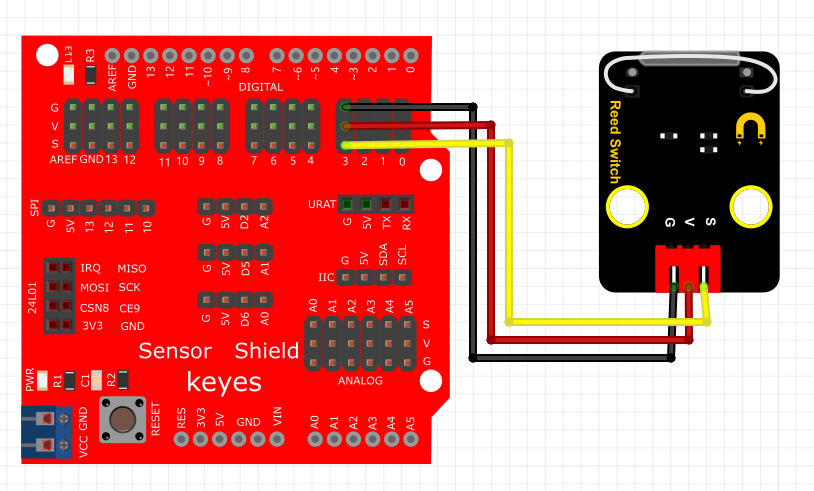 L13 R3 AREF GND 13 12 11 ~10 ~9 8 7 ~6 ~5 4 ~3 2 1 0
DIGITAL
G
V
S
AREF GND 13 12 11 10 9 8 7 6 5 4 3 2 1 0
SPI
G 5V 13 12 11 10
G 5V D2 A2
URAT
G 5V TX RX
G 5V D5 A1
IIC
G 5V SDA SCL
24L01
IRQ MISO
MOSI SCK
CSN8 CE9
3V3 GND
G 5V D6 A0
A0 A1 A2 A3 A4 A5
S
V
G
ANALOG
Sensor Shield
keyes
PWR R1 C1 R2
VCC GND
RESET
RES 3V3 5V GND VIN
A0 A1 A2 A3 A4 A5
Reed Switch
G V S